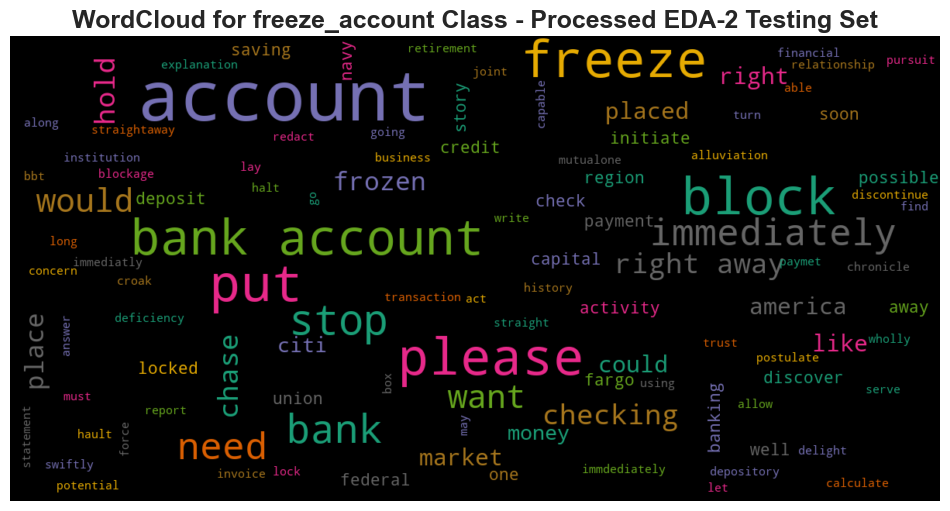 WordCloud for freeze_account Class - Processed EDA-2 Testing Set
saving
navy
retirement
freeze
financial
explanation
hold
account
joint
right
relationship
pursuit
able
capable
story
placed
turn
soon
along
straightaway
redact
going
credit
initiate
institution
blockage
lay
business
mutualone
alluviation
bbt
halt
frozen
region
block
possible
would
deposit
go
check
discontinue
find
write
payment
long
bank account
immediately
concern
immediatly
capital
right away
paymet
chronicle
croak
put
history
transaction
act
activity
america
away
answer
deficiency
stop
straight
place
chase
citi
please
could
trust
like
wholly
postulate
locked
box
fargo
using
discover
serve
must
report
union
want
checking
banking
allow
statement
hault
force
need
bank
may
money
market
well
delight
swiftly
invoice
lock
federal
one
immdediately
depository
potential
let
calculate